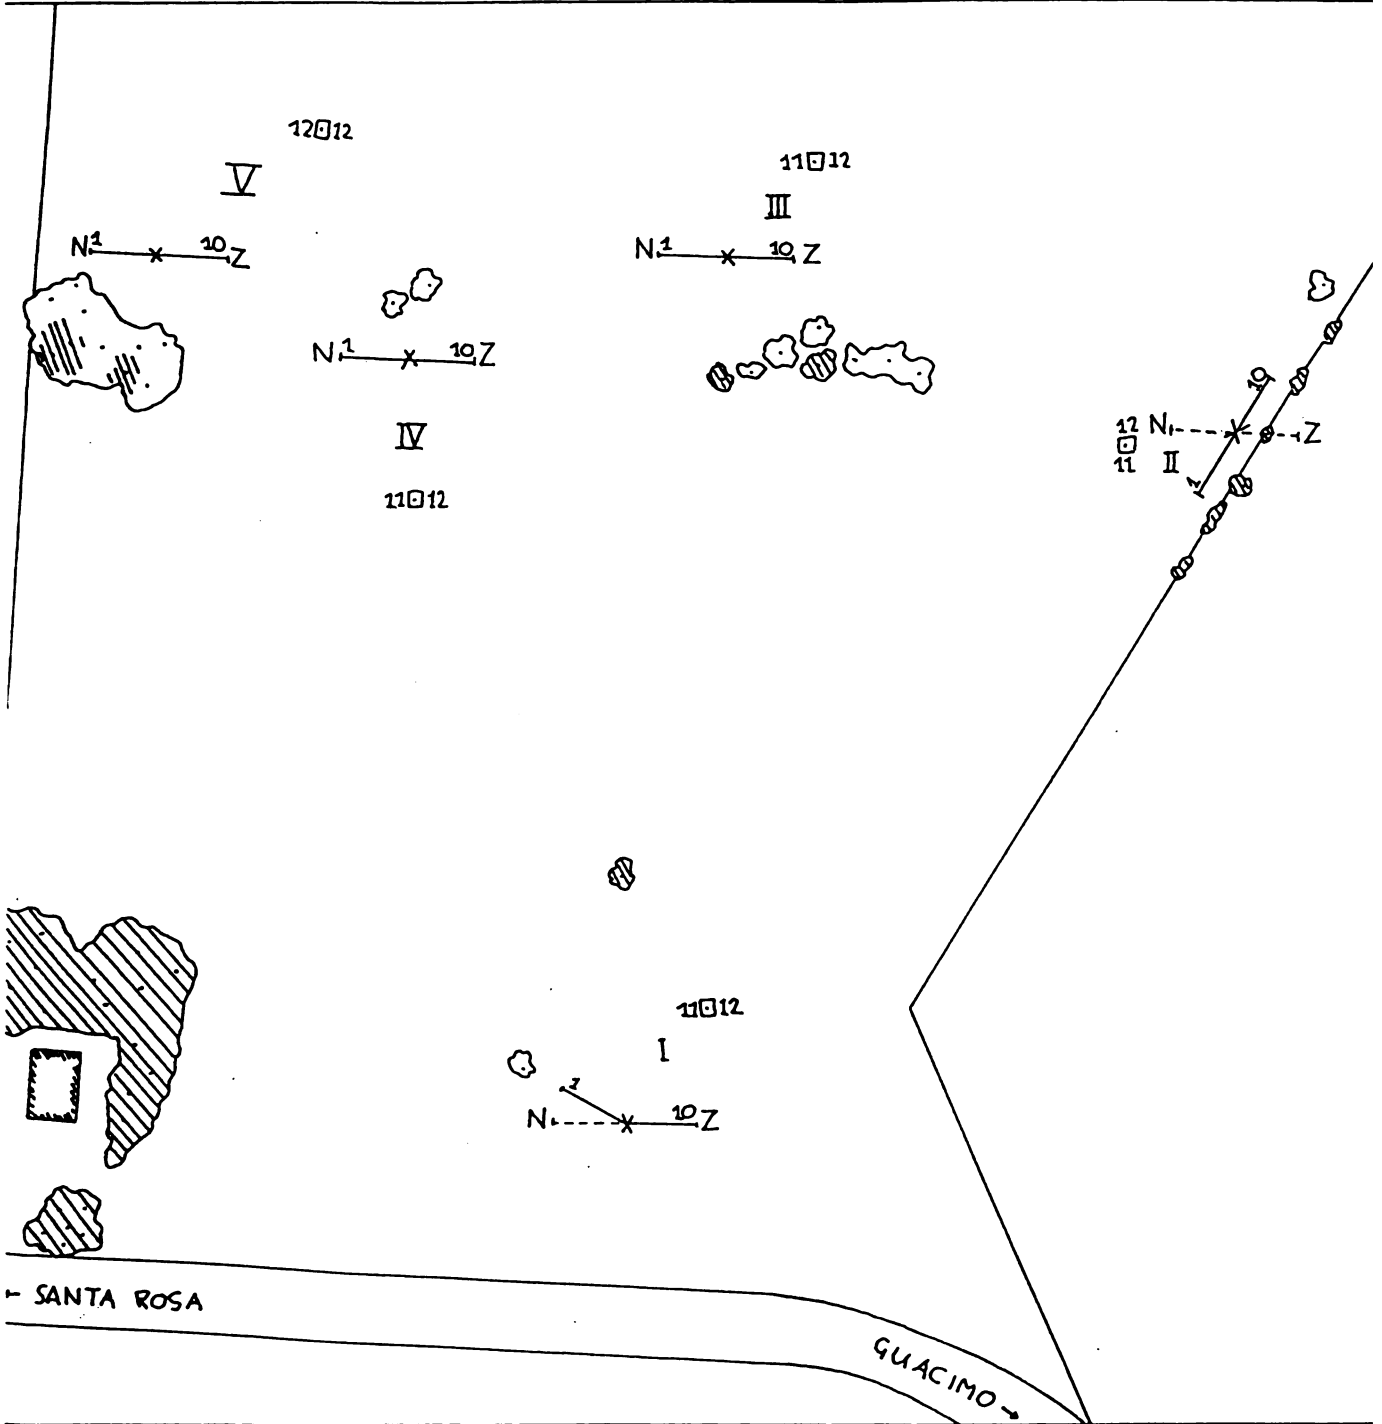 12 12
V
11 12
III
N 1 10 Z
N 1 10 Z
N 1 10 Z
IV
11 12
10
12 N Z
11 II
1
11 12
I
1
N 10 Z
← SANTA ROSA
GUACIMO →